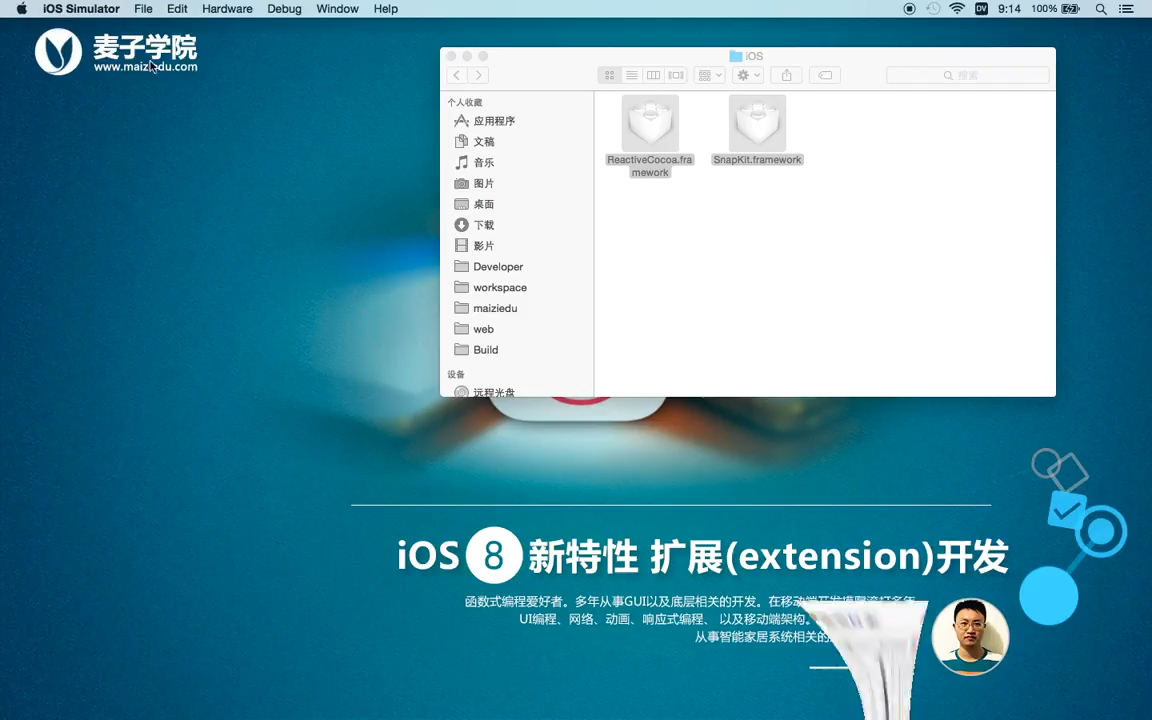 iOS Simulator File Edit Hardware Debug Window Help
DV 9:14 100%
麦子学院
www.maiziedu.com
iOS
搜索
个人收藏
应用程序
文稿
音乐
图片
桌面
下载
影片
Developer
workspace
maiziedu
web
Build
设备
远程光盘
ReactiveCocoa.fra
mework
SnapKit.framework
iOS 8 新特性 扩展(extension)开发
函数式编程爱好者。多年从事GUI以及底层相关的开发。在移动端开发
UI编程、网络、动画、响应式编程、 以及移动端架构。
从事智能家居系统相关的